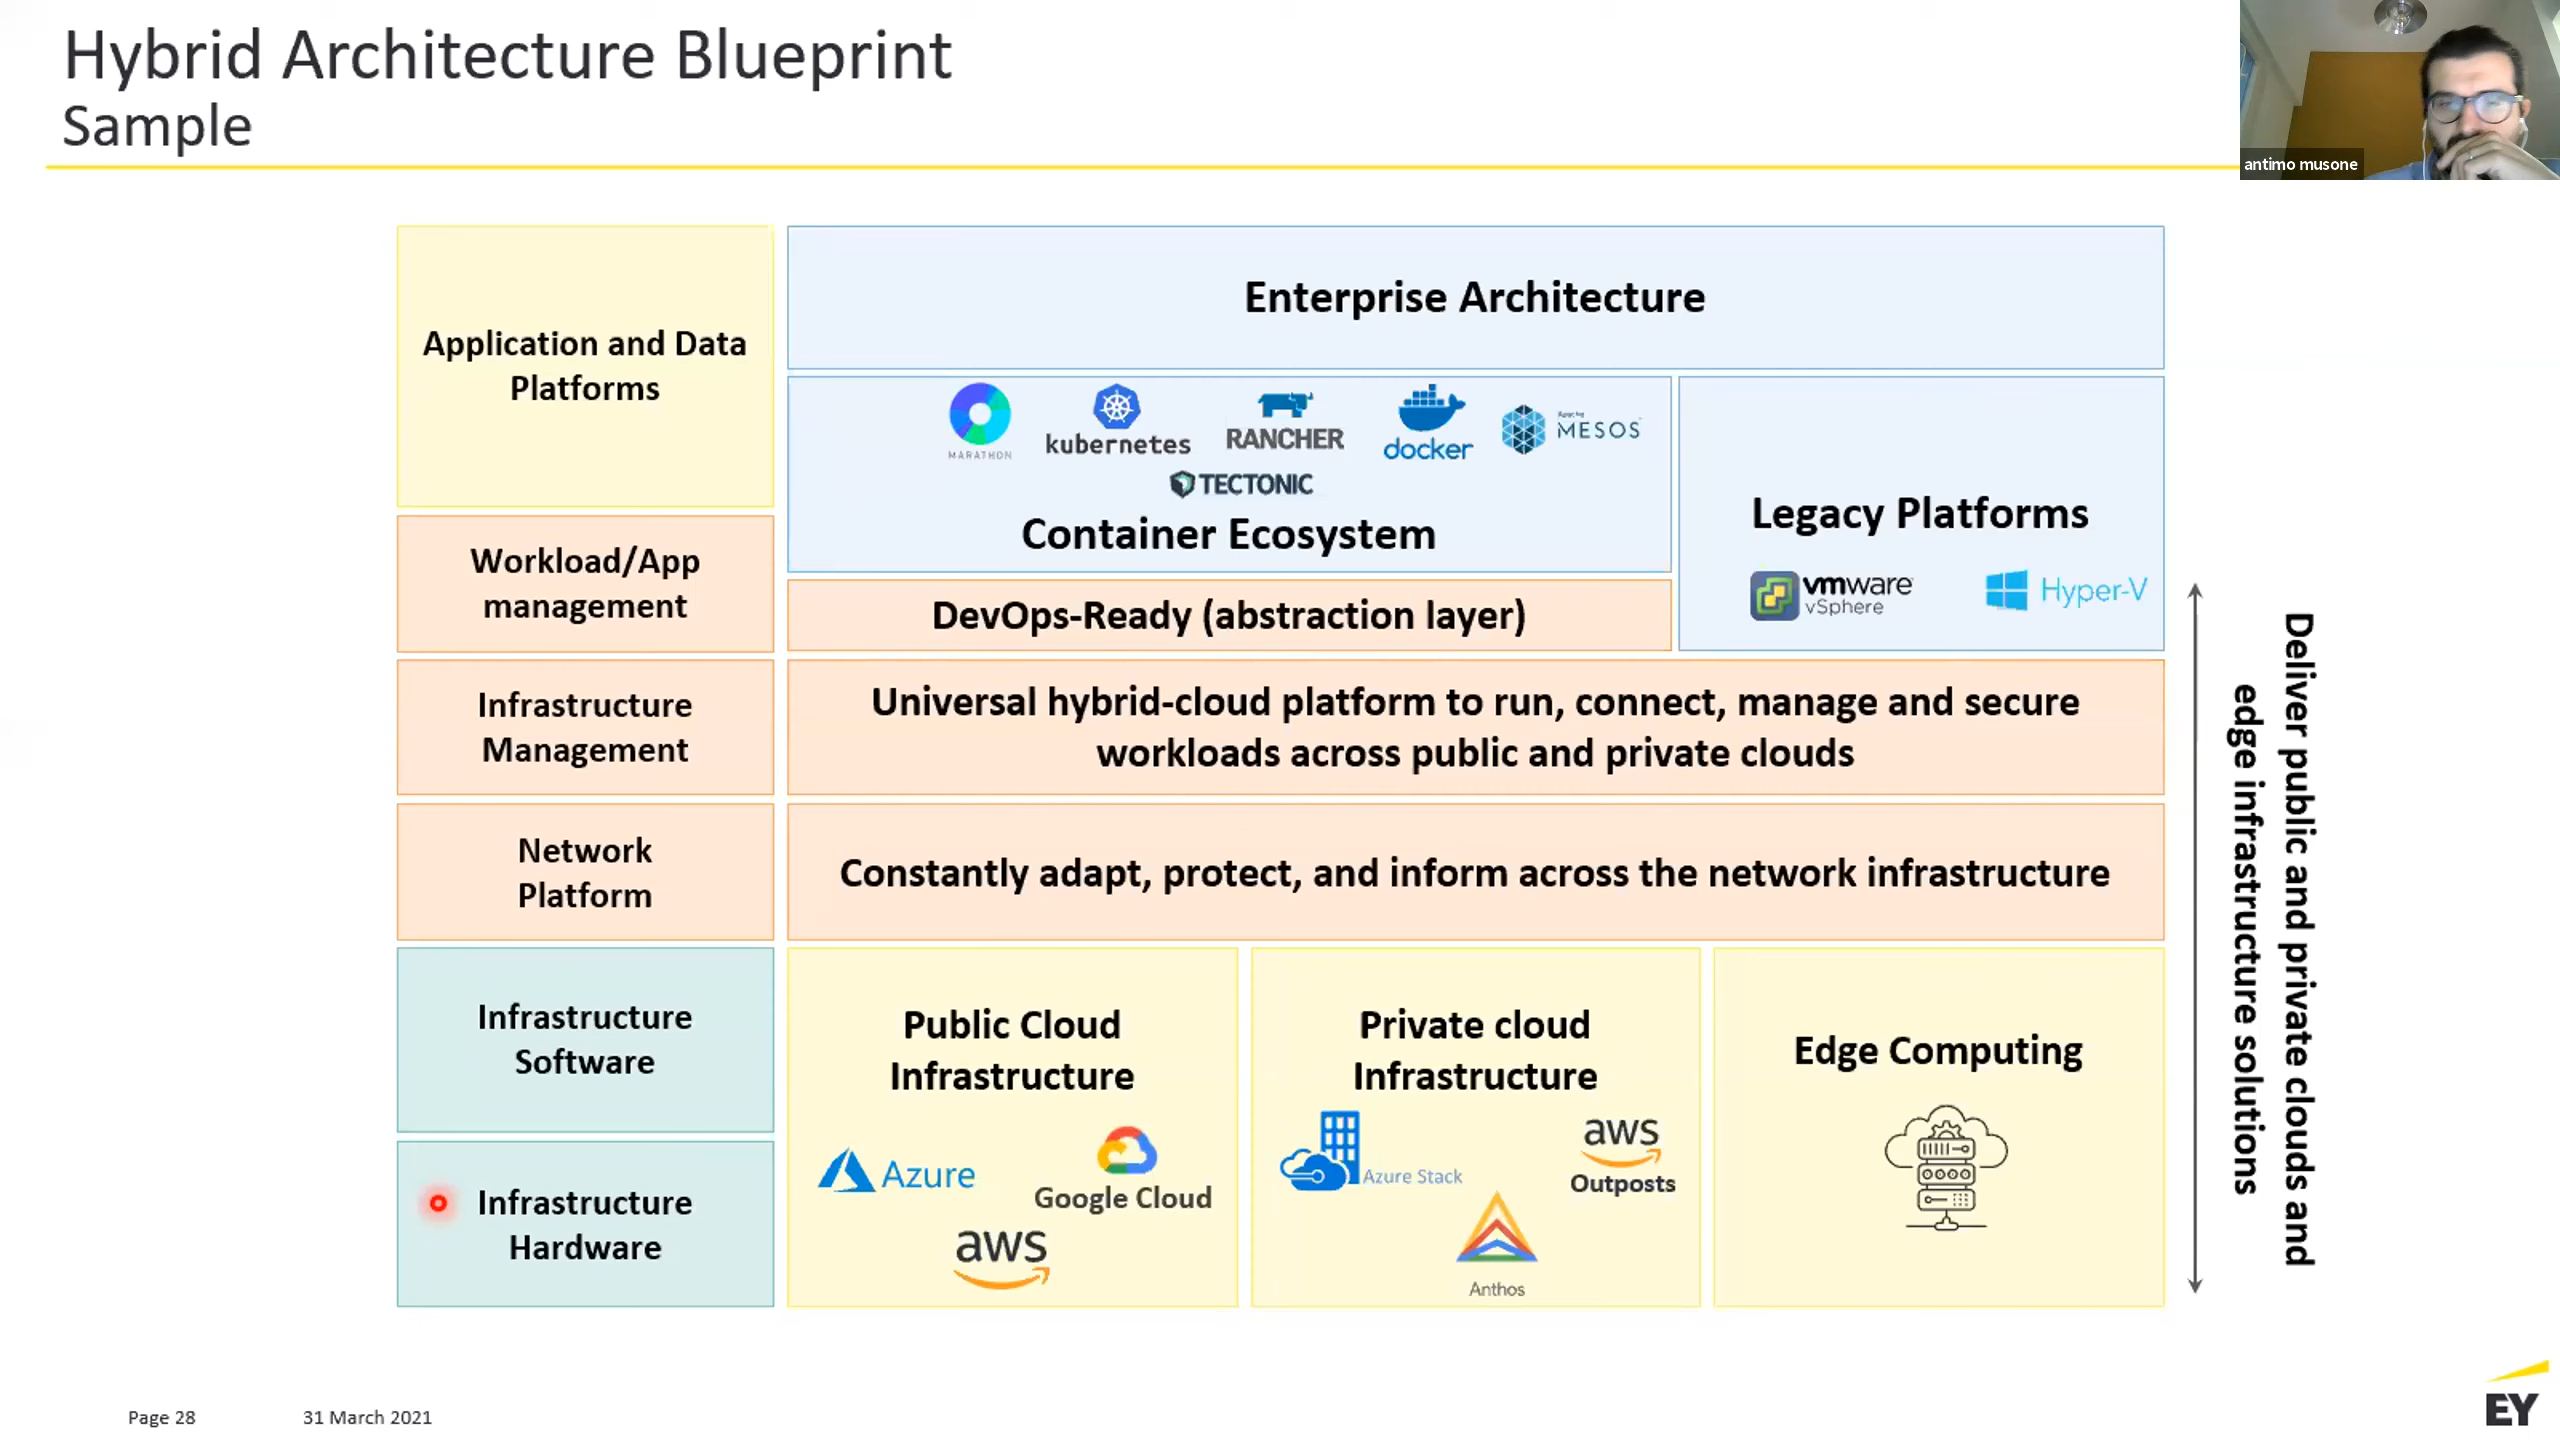 Hybrid Architecture Blueprint
Sample
antimo musone
Application and Data
Platforms
Enterprise Architecture
MARATHON
kubernetes
RANCHER
docker
Apache
MESOS
TECTONIC
Container Ecosystem
Legacy Platforms
vmware
vSphere
Hyper-V
Workload/App
management
DevOps-Ready (abstraction layer)
Infrastructure
Management
Universal hybrid-cloud platform to run, connect, manage and secure
workloads across public and private clouds
Network
Platform
Constantly adapt, protect, and inform across the network infrastructure
Infrastructure
Software
Infrastructure
Hardware
Public Cloud
Infrastructure
Azure
Google Cloud
aws
Private cloud
Infrastructure
Azure Stack
aws
Outposts
Anthos
Edge Computing
Deliver public and private clouds and
edge infrastructure solutions
Page 28
31 March 2021
EY